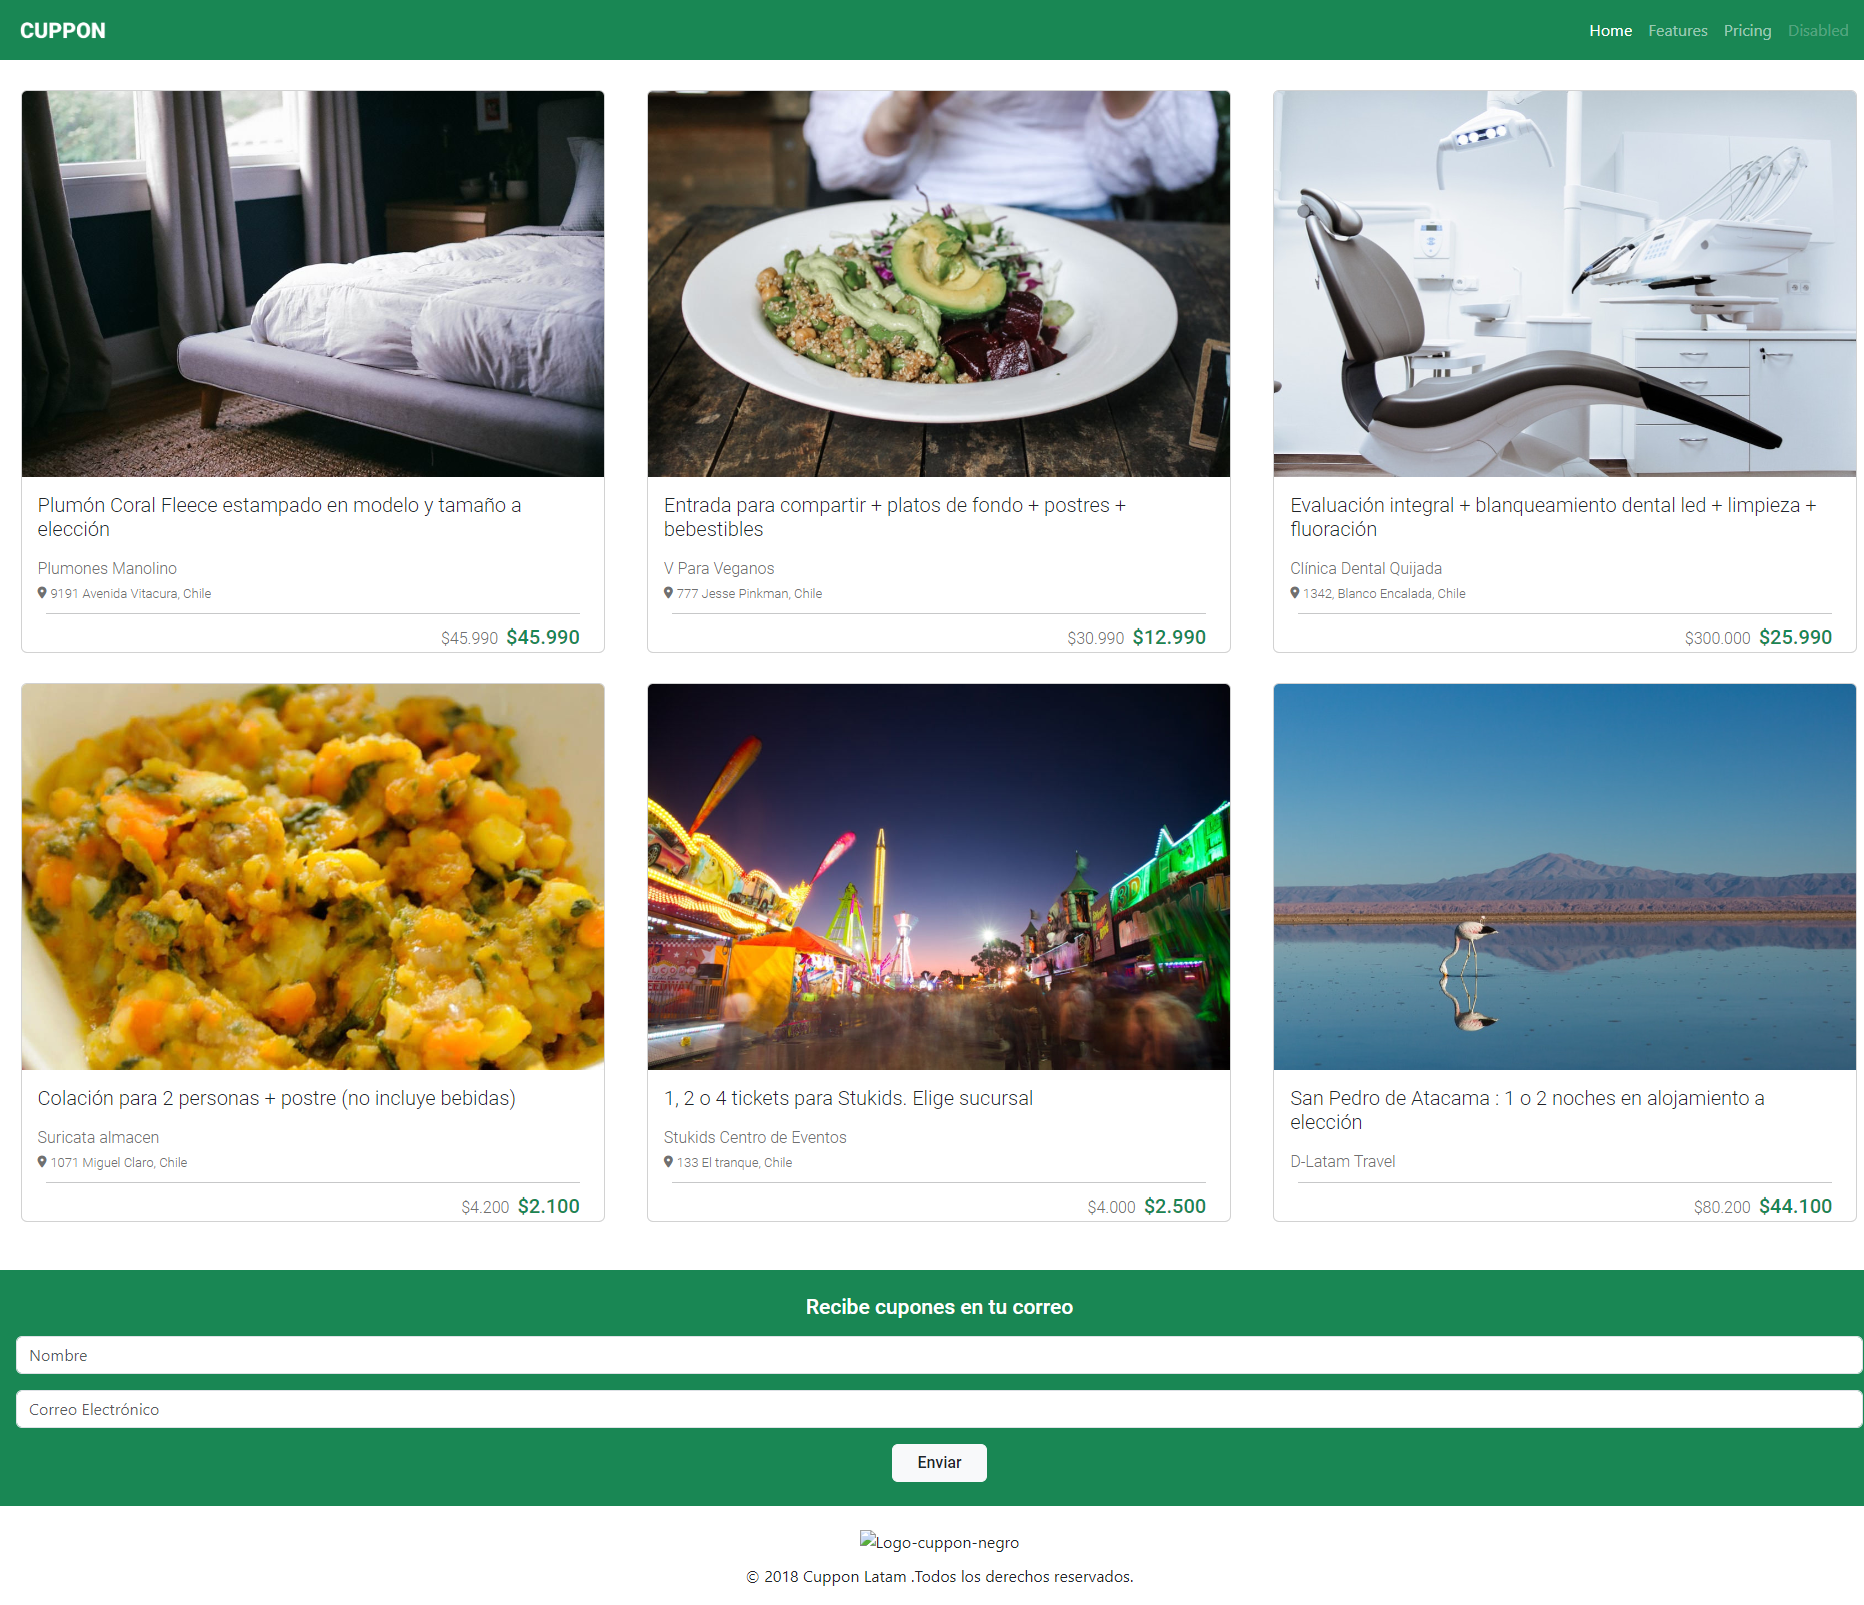 CUPPON
Home Features Pricing Disabled
Plumón Coral Fleece estampado en modelo y tamaño a
elección
Plumones Manolino
9191 Avenida Vitacura, Chile
$45.990 $45.990
Entrada para compartir + platos de fondo + postres +
bebestibles
V Para Veganos
777 Jesse Pinkman, Chile
$30.990 $12.990
Evaluación integral + blanqueamiento dental led + limpieza +
fluoración
Clínica Dental Quijada
1342, Blanco Encalada, Chile
$300.000 $25.990
Colación para 2 personas + postre (no incluye bebidas)
Suricata almacen
1071 Miguel Claro, Chile
$4.200 $2.100
1, 2 o 4 tickets para Stukids. Elige sucursal
Stukids Centro de Eventos
133 El tranque, Chile
$4.000 $2.500
San Pedro de Atacama : 1 o 2 noches en alojamiento a
elección
D-Latam Travel
$80.200 $44.100
Recibe cupones en tu correo
Nombre
Correo Electrónico
Enviar
Logo-cuppon-negro
© 2018 Cuppon Latam .Todos los derechos reservados.